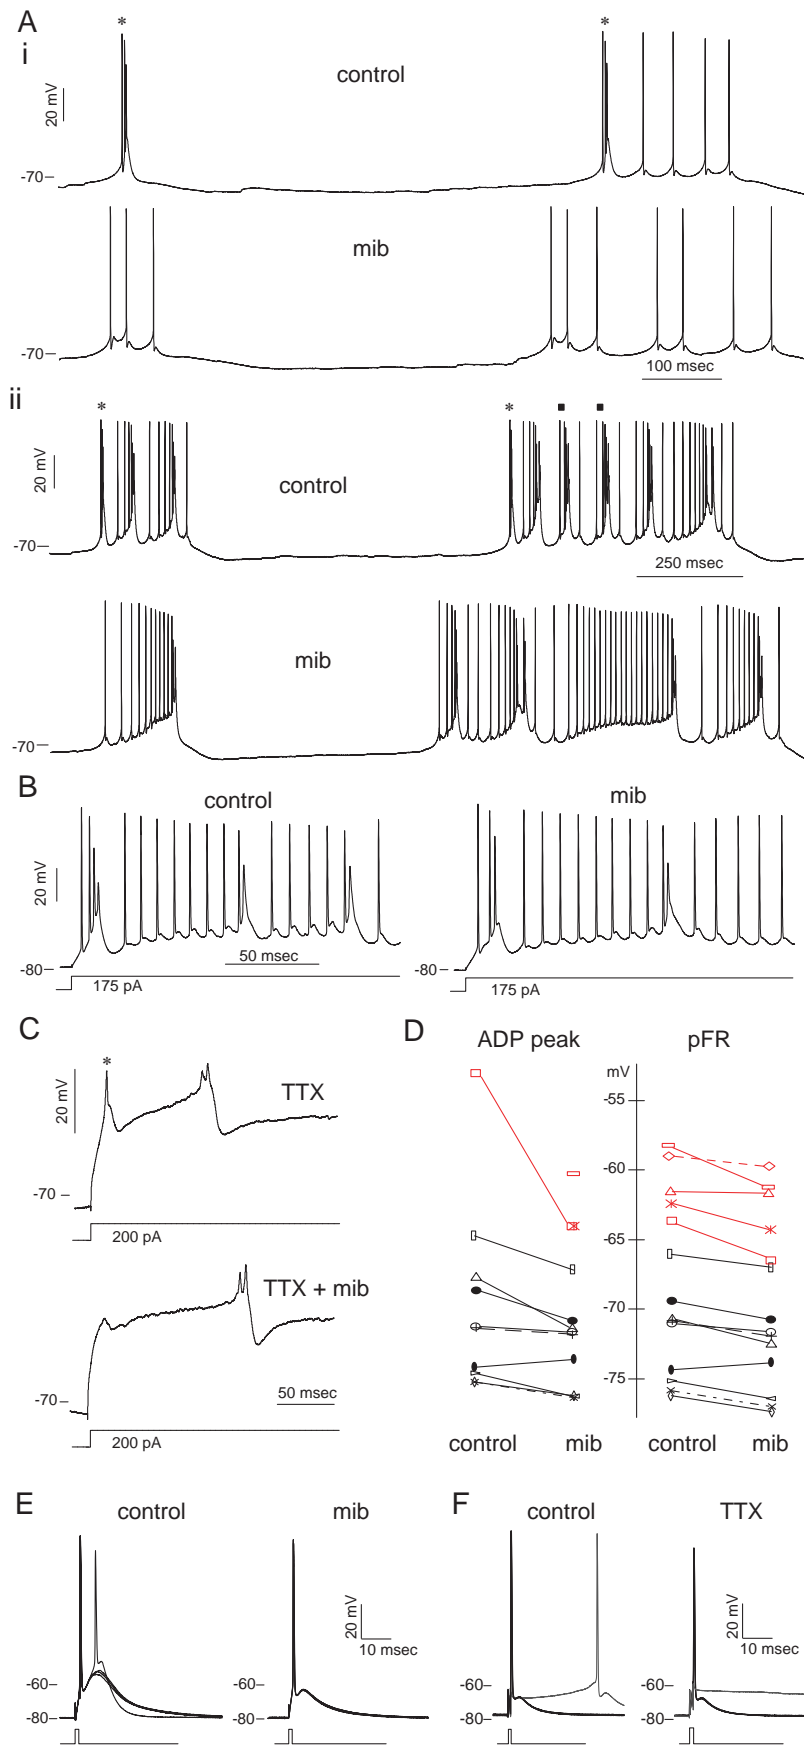 A
i
*
*
control
20 mV
-70
mib
-70
100 msec
ii
*
*
control
20 mV
-70
250 msec
mib
-70
B
control
mib
20 mV
-80
50 msec
175 pA
-80
175 pA
C
*
TTX
20 mV
-70
200 pA
TTX + mib
-70
50 msec
200 pA
D
ADP peak
pFR
mV
-55
-60
-65
-70
-75
control
mib
control
mib
E
control
mib
20 mV
10 msec
-60
-80
-60
-80
F
control
TTX
20 mV
10 msec
-60
-80
-60
-80